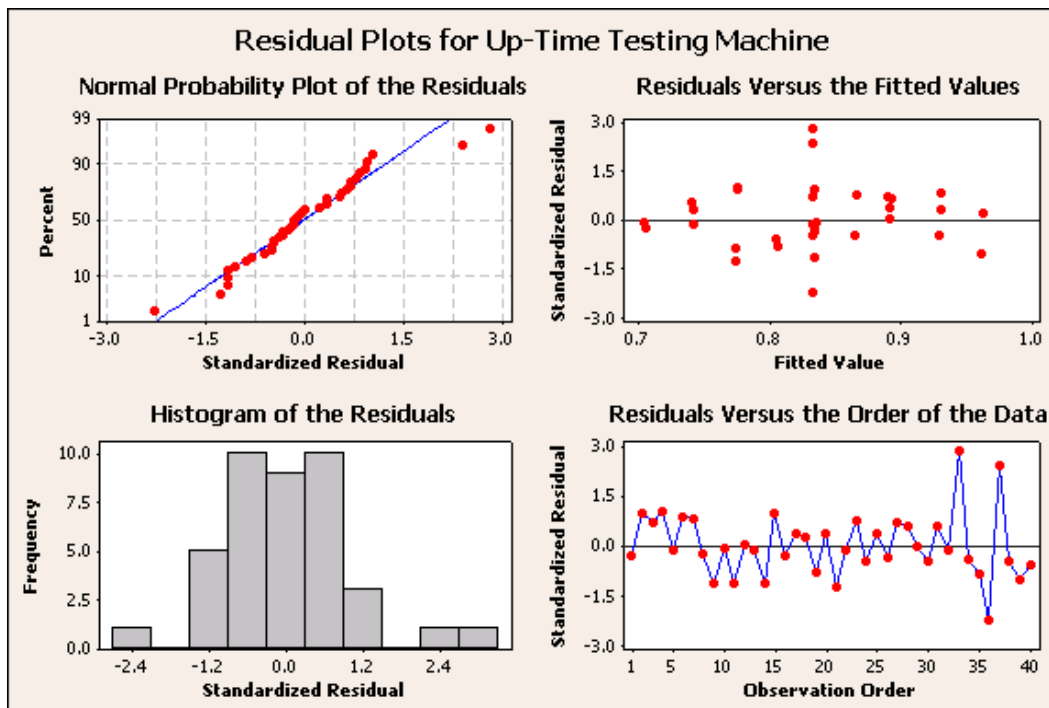 Residual Plots for Up-Time Testing Machine
Normal Probability Plot of the Residuals
99
90
50
10
1
Percent
-3.0 -1.5 0.0 1.5 3.0
Standardized Residual
Residuals Versus the Fitted Values
3.0
1.5
0.0
-1.5
-3.0
Standardized Residual
0.7 0.8 0.9 1.0
Fitted Value
Histogram of the Residuals
10.0
7.5
5.0
2.5
0.0
Frequency
-2.4 -1.2 0.0 1.2 2.4
Standardized Residual
Residuals Versus the Order of the Data
3.0
1.5
0.0
-1.5
-3.0
Standardized Residual
1 5 10 15 20 25 30 35 40
Observation Order